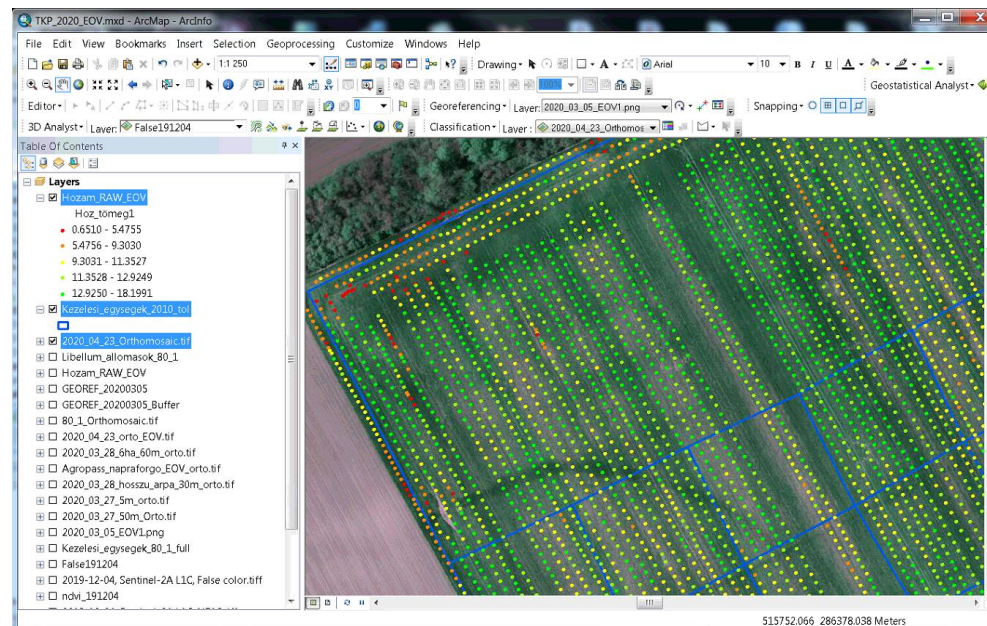 TKP_2020_EOV.mxd - ArcMap - ArcInfo
File Edit View Bookmarks Insert Selection Geoprocessing Customize Windows Help
1:1 250 Drawing A Arial 10 B I U A
100% Geostatistical Analyst
Editor 0 Georeferencing Layer: 2020_03_05_EOV1.png Snapping
3D Analyst Layer: False191204 Classification Layer : 2020_04_23_Orthomos
Table Of Contents
Layers
Hozam_RAW_EOV
Hoz_tömeg1
0.6510 - 5.4755
5.4756 - 9.3030
9.3031 - 11.3527
11.3528 - 12.9249
12.9250 - 18.1991
Kezelesi_egysegek_2010_tol
2020_04_23_Orthomosaic.tif
Libellum_allomasok_80_1
Hozam_RAW_EOV
GEOREF_20200305
GEOREF_20200305_Buffer
80_1_Orthomosaic.tif
2020_04_23_orto_EOV.tif
2020_03_28_6ha_60m_orto.tif
Agropass_napraforgo_EOV_orto.tif
2020_03_28_hosszu_arpa_30m_orto.tif
2020_03_27_5m_orto.tif
2020_03_27_50m_Orto.tif
2020_03_05_EOV1.png
Kezelesi_egysegek_80_1_full
False191204
2019-12-04, Sentinel-2A L1C, False color.tiff
ndvi_191204
515752.066 286378.038 Meters